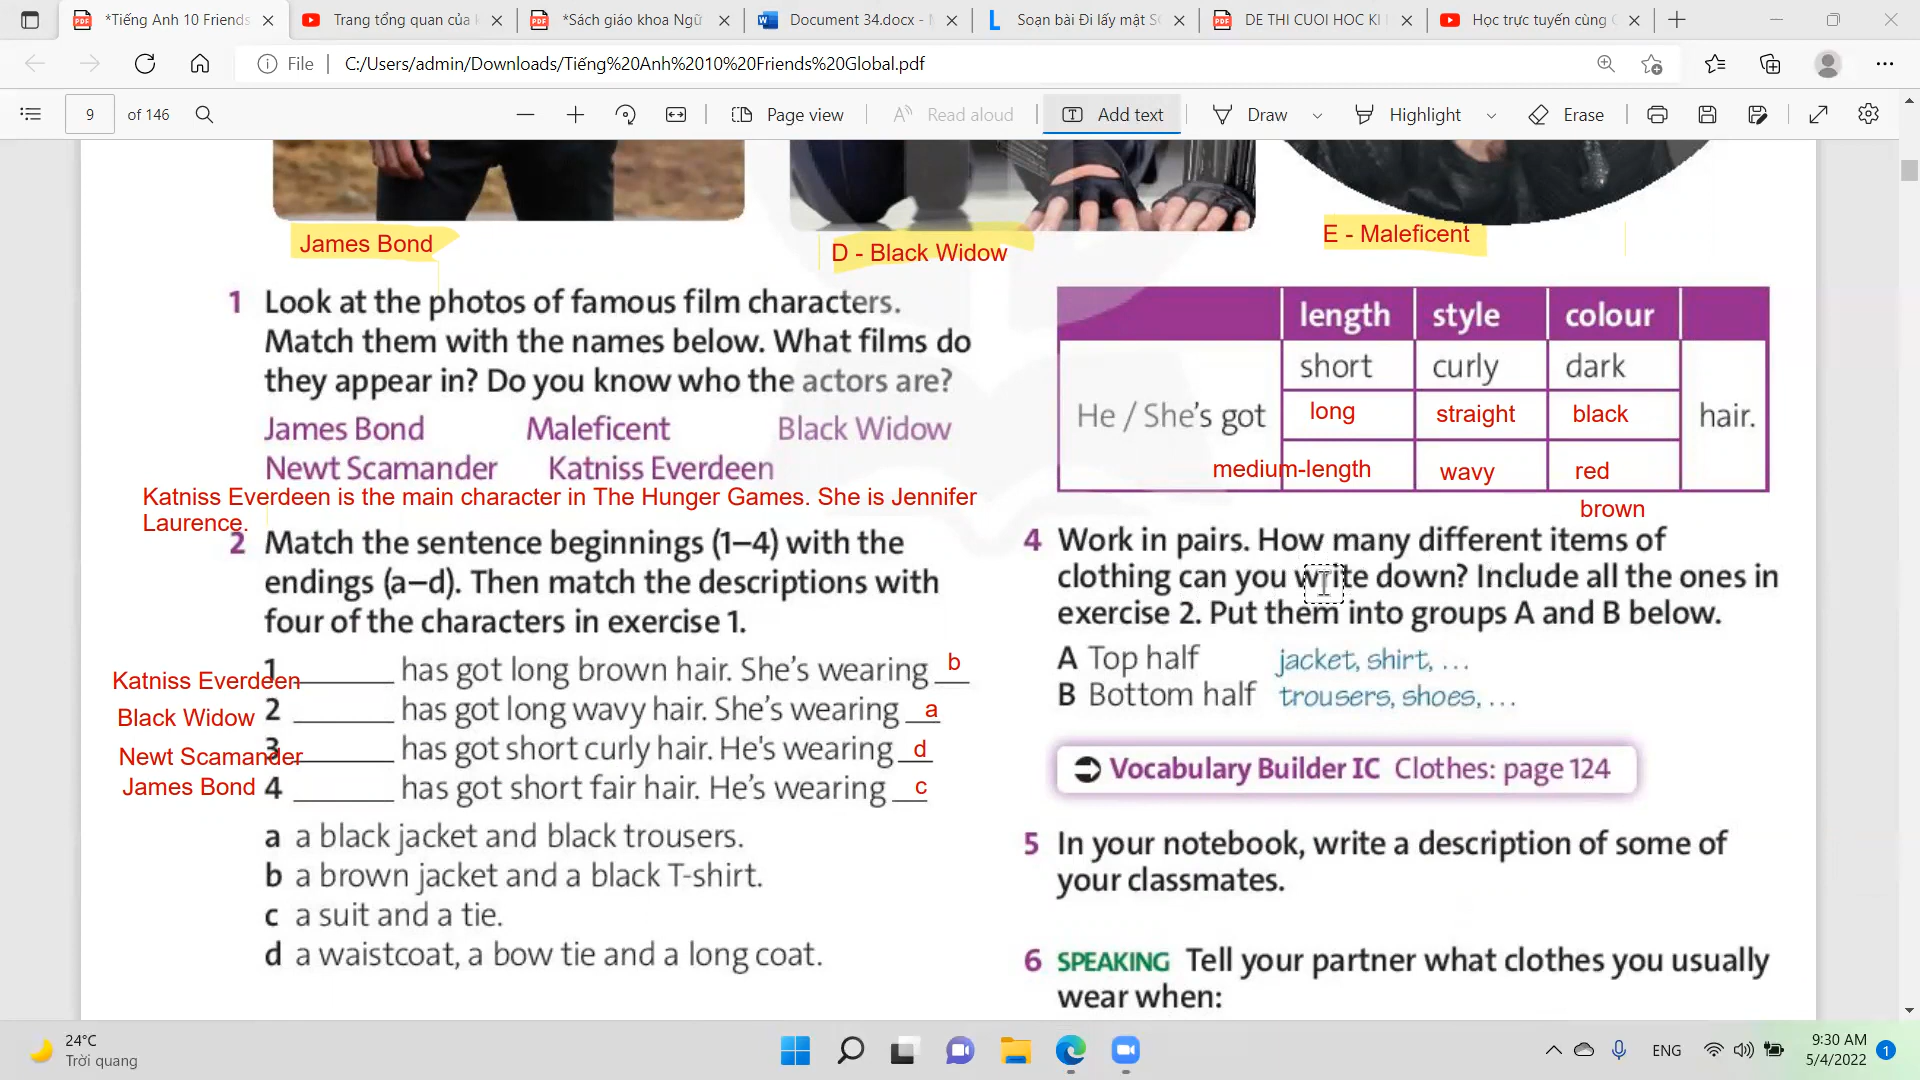 *Tiếng Anh 10 Friends
Trang tổng quan của k
*Sách giáo khoa Ngữ
Document 34.docx -
Soạn bài Đi lấy mật S
DE THI CUOI HOC KI
Học trực tuyến cùng
File
C:/Users/admin/Downloads/Tiếng%20Anh%2010%20Friends%20Global.pdf
9 of 146
Page view
Read aloud
Add text
Draw
Highlight
Erase
James Bond
D - Black Widow
E - Maleficent
1 Look at the photos of famous film characters.
Match them with the names below. What films do
they appear in? Do you know who the actors are?
James Bond Maleficent Black Widow
Newt Scamander Katniss Everdeen
Katniss Everdeen is the main character in The Hunger Games. She is Jennifer
Laurence.
2 Match the sentence beginnings (1–4) with the
endings (a–d). Then match the descriptions with
four of the characters in exercise 1.
Katniss Everdeen 1 ______ has got long brown hair. She's wearing __ b
Black Widow 2 ______ has got long wavy hair. She's wearing __ a
Newt Scamander 3 ______ has got short curly hair. He's wearing __ d
James Bond 4 ______ has got short fair hair. He's wearing __ c
a a black jacket and black trousers.
b a brown jacket and a black T-shirt.
c a suit and a tie.
d a waistcoat, a bow tie and a long coat.
length style colour
short curly dark
He / She's got long straight black hair.
medium-length wavy red
brown
4 Work in pairs. How many different items of
clothing can you write down? Include all the ones in
exercise 2. Put them into groups A and B below.
A Top half jacket, shirt, …
B Bottom half trousers, shoes, …
Vocabulary Builder IC Clothes: page 124
5 In your notebook, write a description of some of
your classmates.
6 SPEAKING Tell your partner what clothes you usually
wear when:
24°C
Trời quang
ENG
9:30 AM
5/4/2022
1